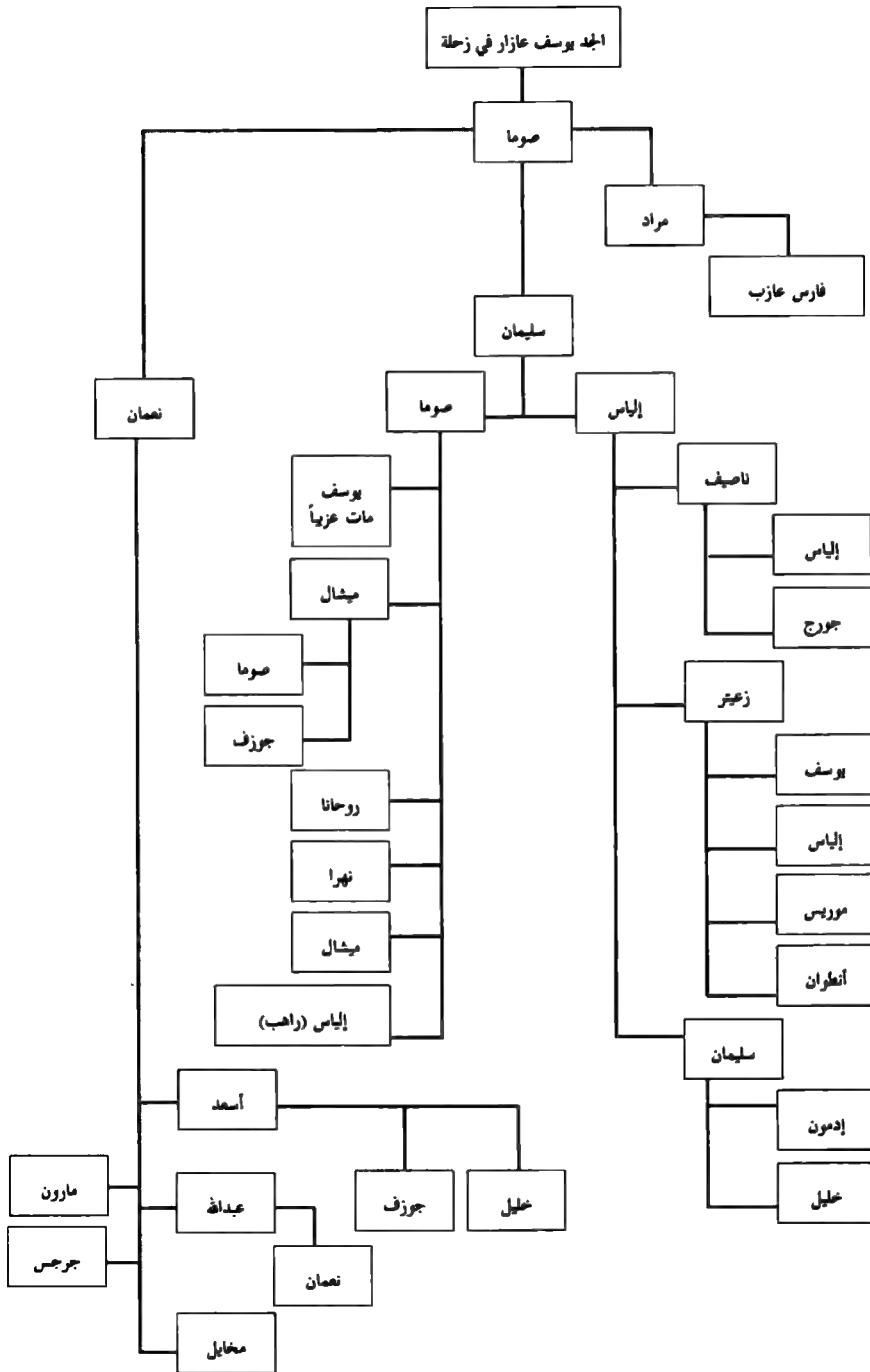 الجد يوسف عازار في زحلة
صوما
مراد
فارس عازب
سليمان
نعمان
صوما
إلياس
يوسف
مات عزيباً
ميشال
صوما
جوزف
روحانا
نهرا
ميشال
إلياس (راهب)
ناصيف
إلياس
جورج
زعيتر
يوسف
إلياس
موريس
أنطوان
سليمان
إدمون
خليل
أسعد
خليل
جوزف
مارون
عبدالله
نعمان
جرجس
مخايل